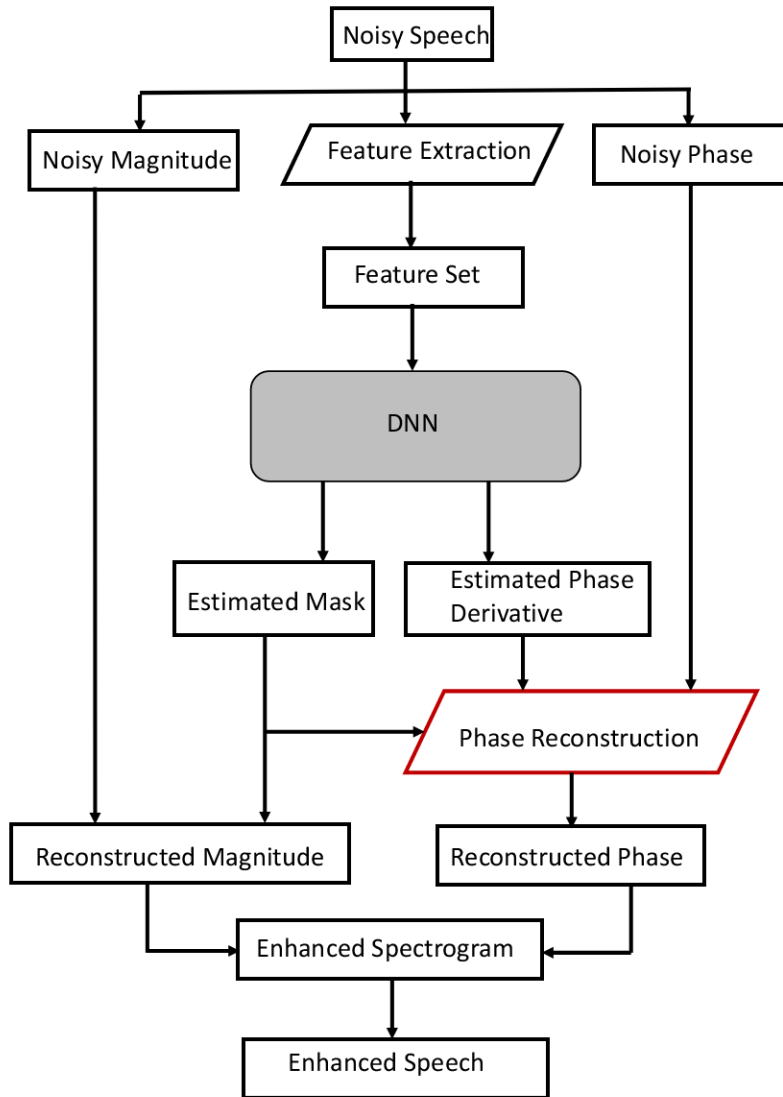 Noisy Speech
Noisy Magnitude
Feature Extraction
Noisy Phase
Feature Set
DNN
Estimated Mask
Estimated Phase
Derivative
Phase Reconstruction
Reconstructed Magnitude
Reconstructed Phase
Enhanced Spectrogram
Enhanced Speech